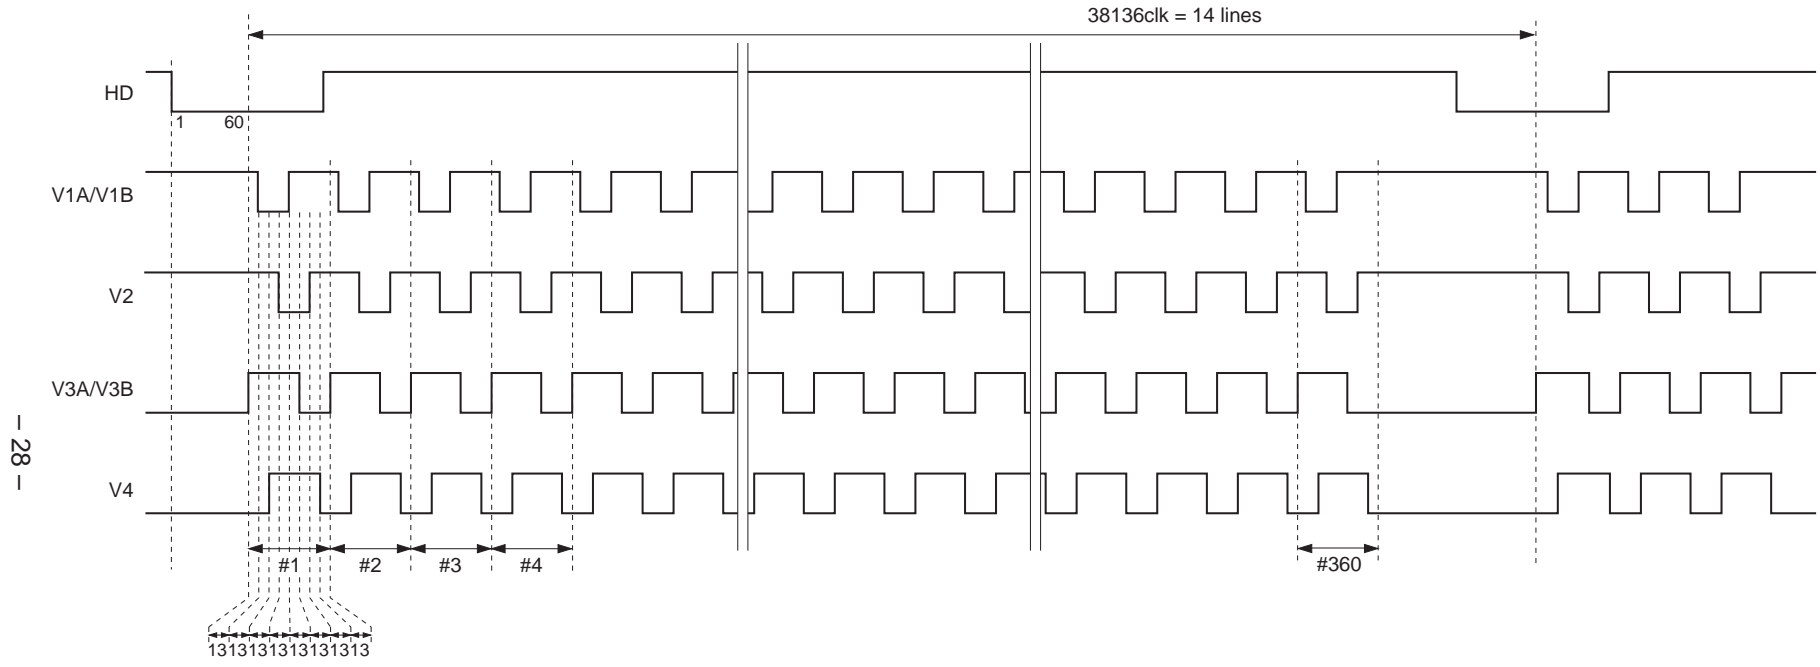 38136clk = 14 lines
HD
1
60
V1A/V1B
V2
V3A/V3B
V4
#1
#2
#3
#4
#360
1313131313131313
– 28 –